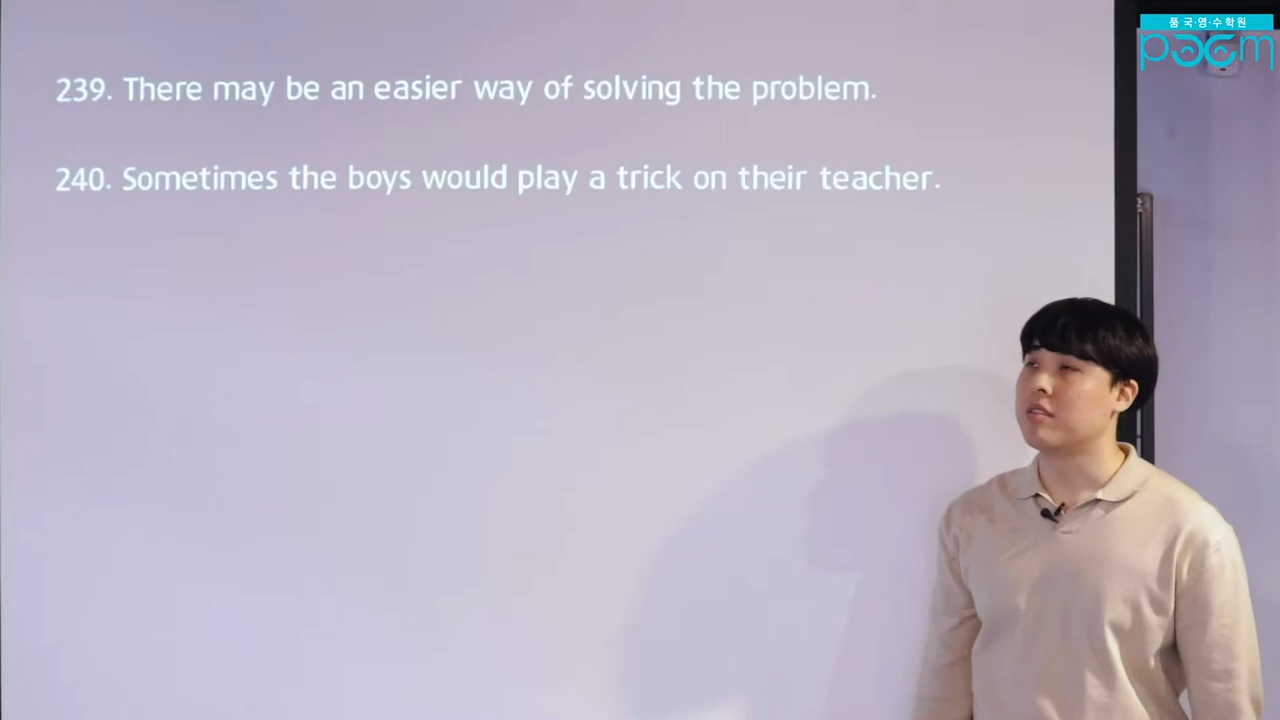 품 국·영·수 학원
poem
239. There may be an easier way of solving the problem.
240. Sometimes the boys would play a trick on their teacher.